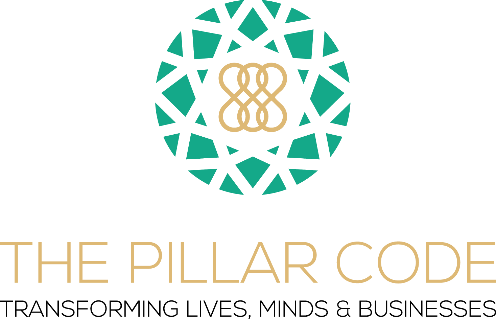 THE PILLAR CODE
TRANSFORMING LIVES, MINDS & BUSINESSES